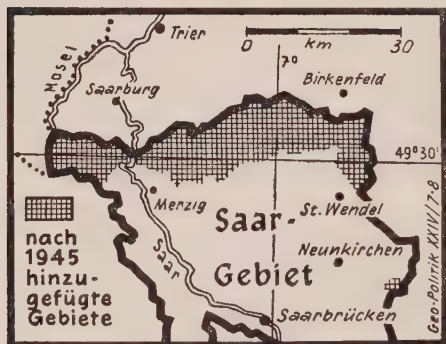 Trier
0 30
km
7°
Mosel
Birkenfeld
Saarburg
49°30'
Merzig
St. Wendel
nach
1945
hinzu-
gefügte
Gebiete
Saar
Saar-
Gebiet
Neunkirchen
Saarbrücken
Geo-Politik XXIV/7-8